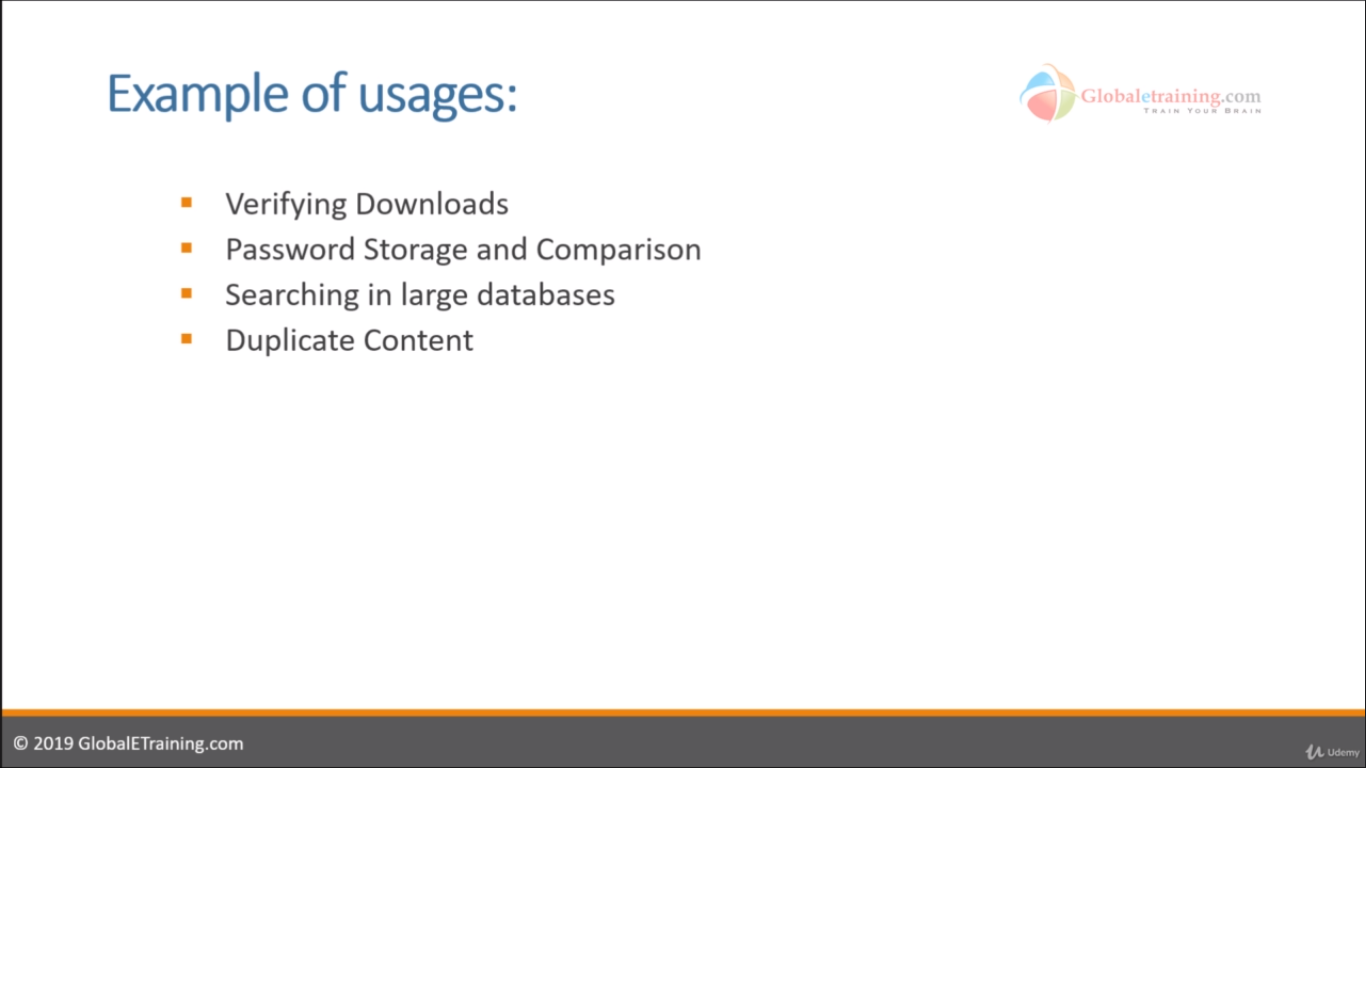 Example of usages:
Globaletraining.com
TRAIN YOUR BRAIN
Verifying Downloads
Password Storage and Comparison
Searching in large databases
Duplicate Content
© 2019 GlobalETraining.com
Udemy